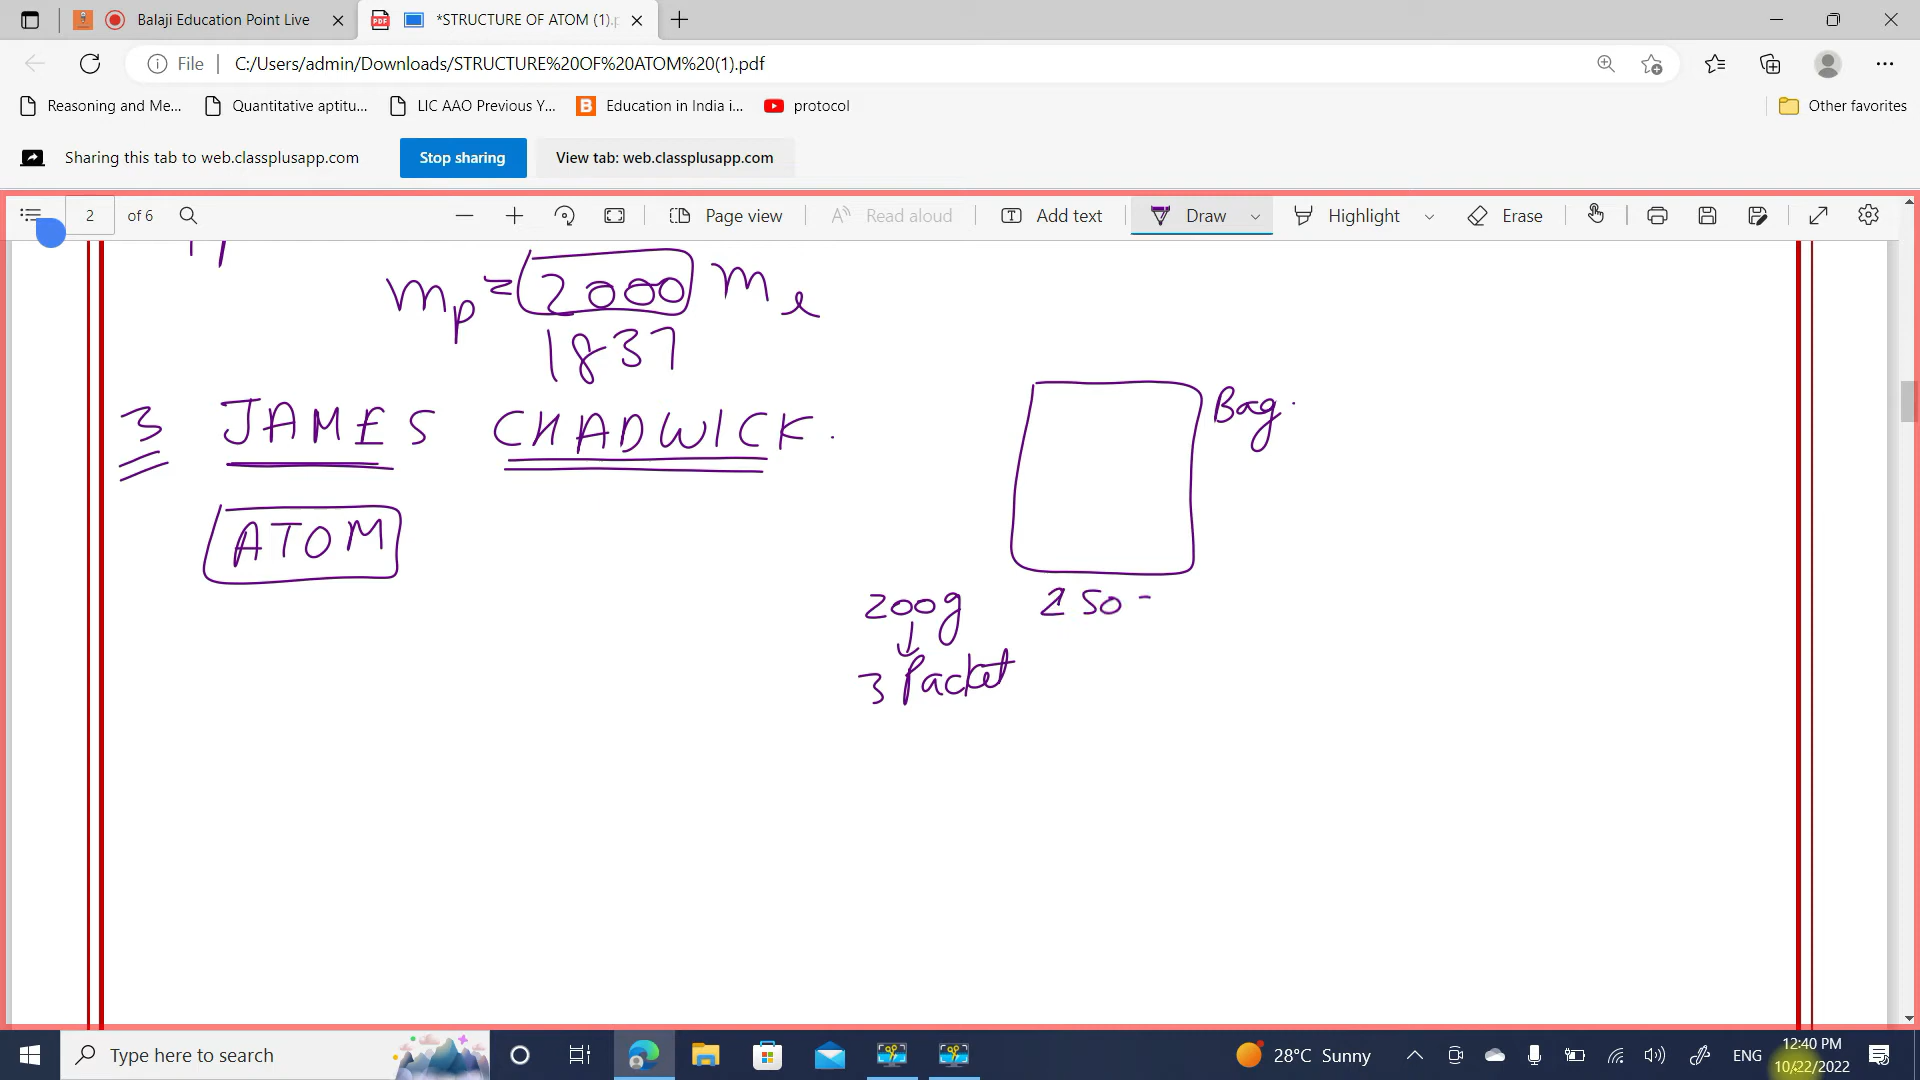 Balaji Education Point Live
*STRUCTURE OF ATOM (1).p
File
C:/Users/admin/Downloads/STRUCTURE%20OF%20ATOM%20(1).pdf
Reasoning and Me...
Quantitative aptitu...
LIC AAO Previous Y...
Education in India i...
protocol
Other favorites
Sharing this tab to web.classplusapp.com
Stop sharing
View tab: web.classplusapp.com
2 of 6
Page view
Read aloud
Add text
Draw
Highlight
Erase
mp = 2000 me
1837
3 JAMES CHADWICK.
Bag.
ATOM
200g
250 -
3 Packet
Type here to search
28°C Sunny
ENG
12:40 PM
10/22/2022